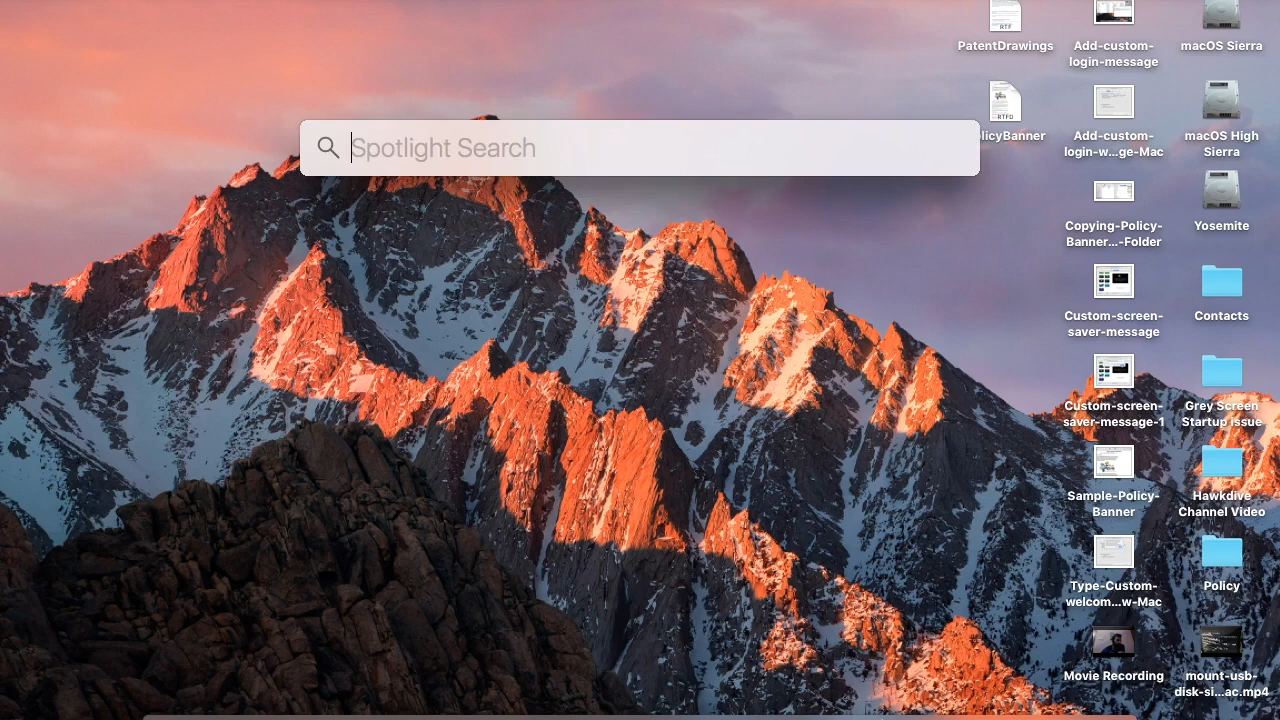 Spotlight Search
RTF
PatentDrawings
Add-custom-
login-message
macOS Sierra
RTFD
licyBanner
Add-custom-
login-w...ge-Mac
macOS High
Sierra
Copying-Policy-
Banner...-Folder
Yosemite
Custom-screen-
saver-message
Contacts
Custom-screen-
saver-message-1
Grey Screen
Startup issue
Sample-Policy-
Banner
Hawkdive
Channel Video
Type-Custom-
welcom...w-Mac
Policy
Movie Recording
mount-usb-
disk-si...ac.mp4